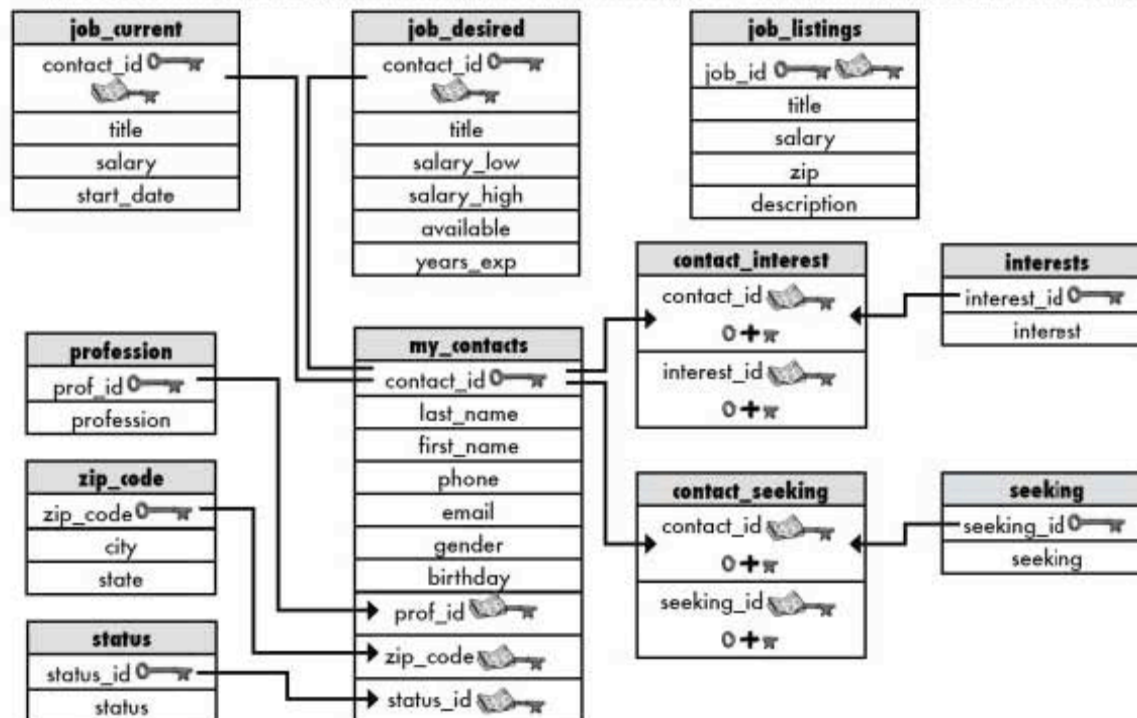 job_current
contact_id
title
salary
start_date
job_desired
contact_id
title
salary_low
salary_high
available
years_exp
job_listings
job_id
title
salary
zip
description
contact_interest
contact_id
interest_id
interests
interest_id
interest
profession
prof_id
profession
my_contacts
contact_id
last_name
first_name
phone
email
gender
birthday
prof_id
zip_code
status_id
zip_code
zip_code
city
state
contact_seeking
contact_id
seeking_id
seeking
seeking_id
seeking
status
status_id
status